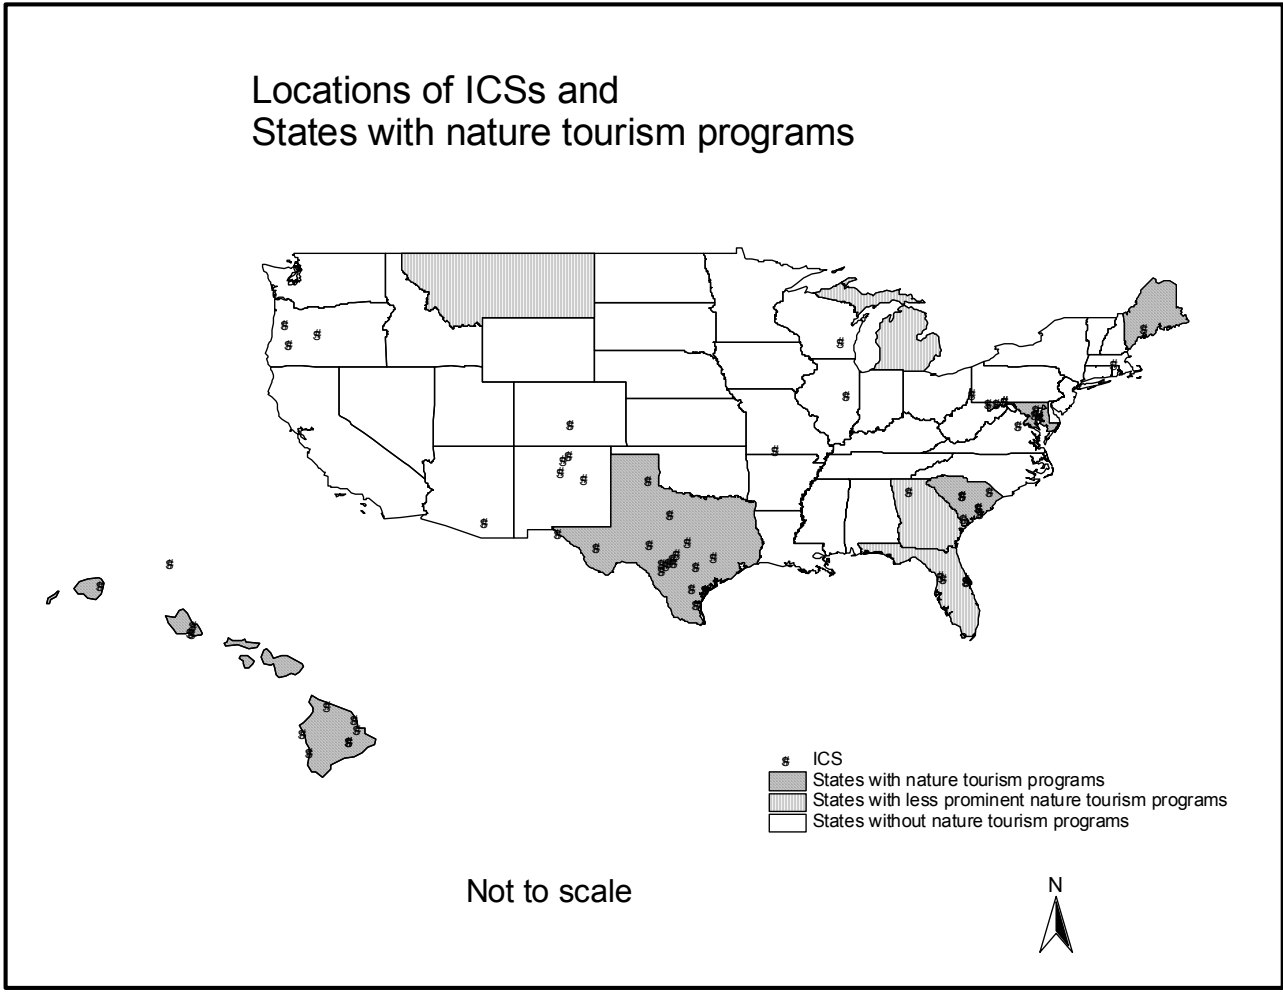 Locations of ICSs and
States with nature tourism programs
ICS
States with nature tourism programs
States with less prominent nature tourism programs
States without nature tourism programs
Not to scale
N